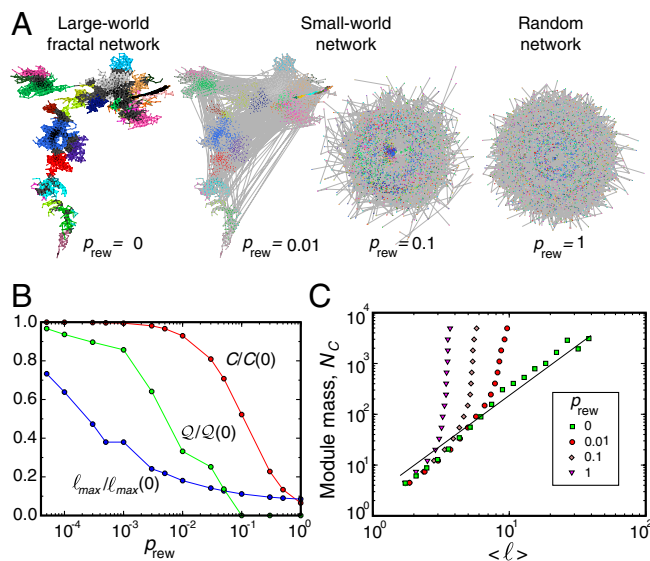 A
Large-world
fractal network
Small-world
network
Random
network
p_rew = 0
p_rew = 0.01
p_rew = 0.1
p_rew = 1
B
1.0
0.8
0.6
0.4
0.2
0.0
C/C(0)
Q/Q(0)
ℓ_max/ℓ_max(0)
10^-4
10^-3
10^-2
10^-1
10^0
p_rew
C
Module mass, N_C
10^5
10^4
10^3
10^2
10^1
10^0
p_rew
0
0.01
0.1
1
10^0
10^1
10^2
<ℓ>